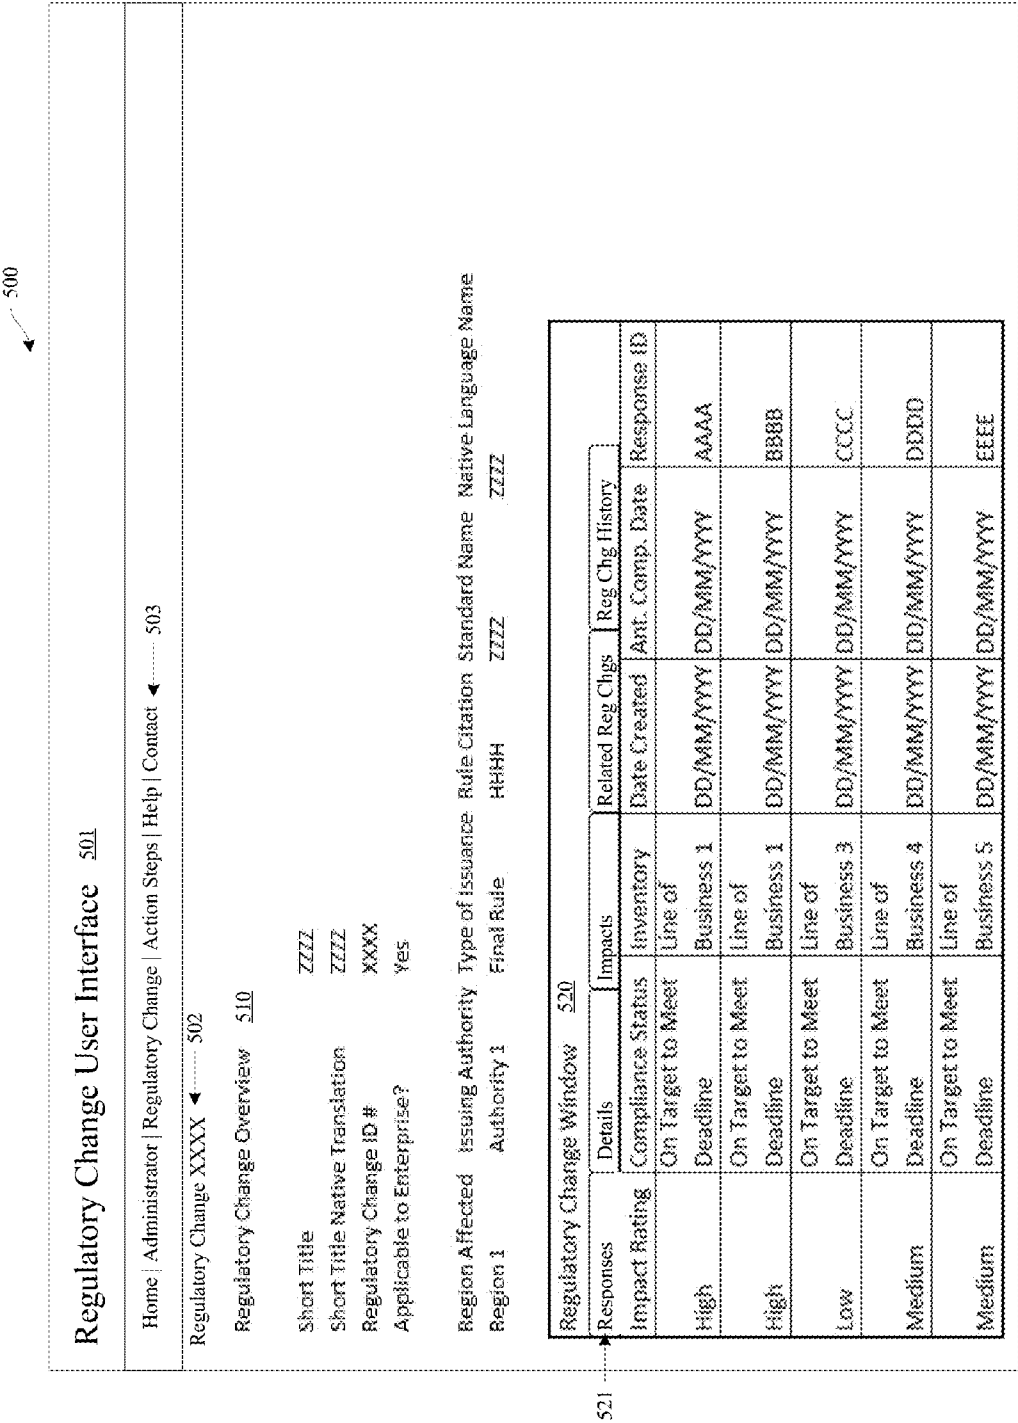 500
Regulatory Change User Interface 501
Home | Administrator | Regulatory Change | Action Steps | Help | Contact 503
Regulatory Change XXXX 502
Regulatory Change Overview 510
Short Title ZZZZ
Short Title Native Translation ZZZZ
Regulatory Change ID # XXXX
Applicable to Enterprise? Yes
Region Affected Issuing Authority Type of Issuance Rule Citation Standard Name Native Language Name
Region 1 Authority 1 Final Rule HHHH ZZZZ ZZZZ
Regulatory Change Window 520
521 Responses Details Impacts Related Reg Chgs Reg Chg History
Impact Rating Compliance Status Inventory Date Created Ant. Comp. Date Response ID
On Target to Meet Line of
High Deadline Business 1 DD/MM/YYYY DD/MM/YYYY AAAA
On Target to Meet Line of
High Deadline Business 1 DD/MM/YYYY DD/MM/YYYY BBBB
On Target to Meet Line of
Low Deadline Business 3 DD/MM/YYYY DD/MM/YYYY CCCC
On Target to Meet Line of
Medium Deadline Business 4 DD/MM/YYYY DD/MM/YYYY DDDD
On Target to Meet Line of
Medium Deadline Business 5 DD/MM/YYYY DD/MM/YYYY EEEE